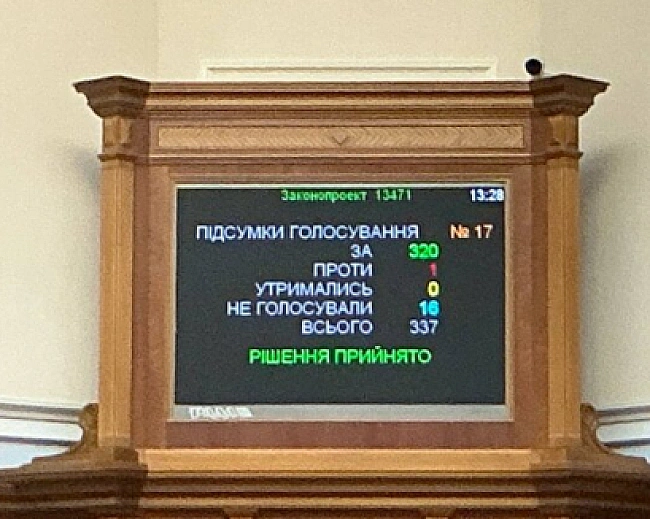 Законопроект 13471 13:28
ПІДСУМКИ ГОЛОСУВАННЯ № 17
ЗА 320
ПРОТИ 1
УТРИМАЛИСЬ 0
НЕ ГОЛОСУВАЛИ 16
ВСЬОГО 337
РІШЕННЯ ПРИЙНЯТО